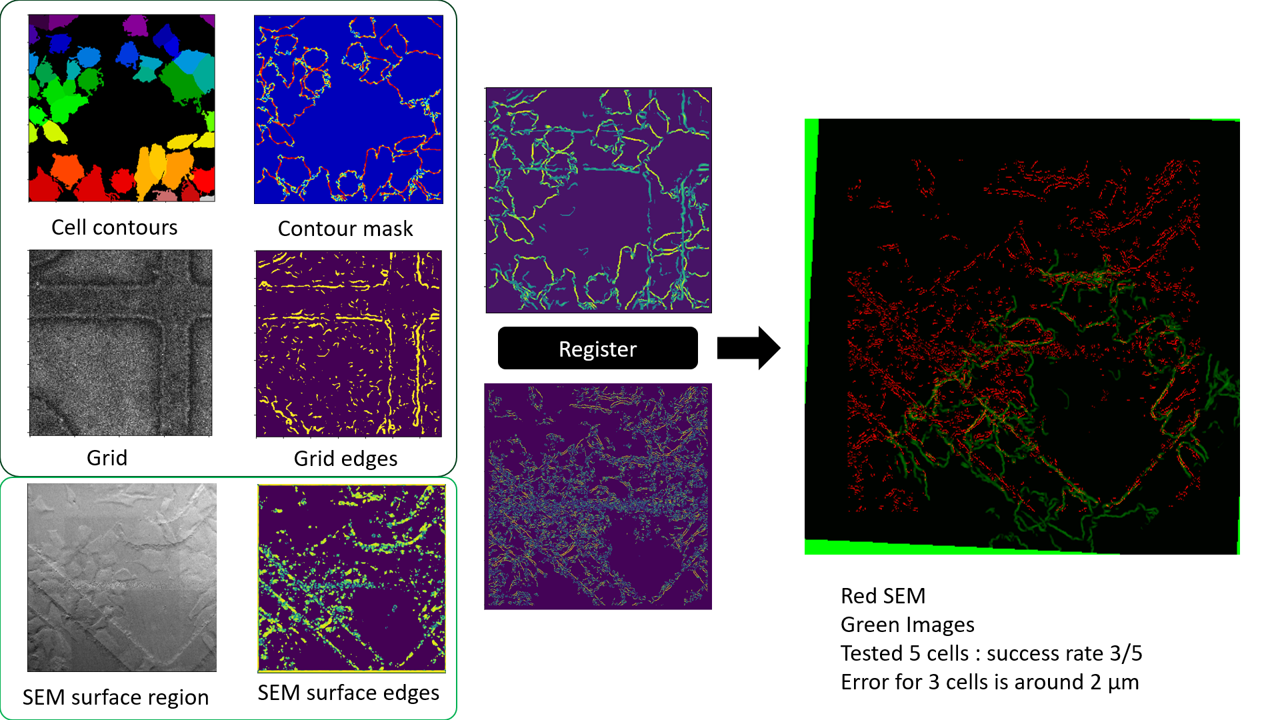 Cell contours
Contour mask
Grid
Grid edges
SEM surface region
SEM surface edges
Register
Red SEM
Green Images
Tested 5 cells : success rate 3/5
Error for 3 cells is around 2 µm